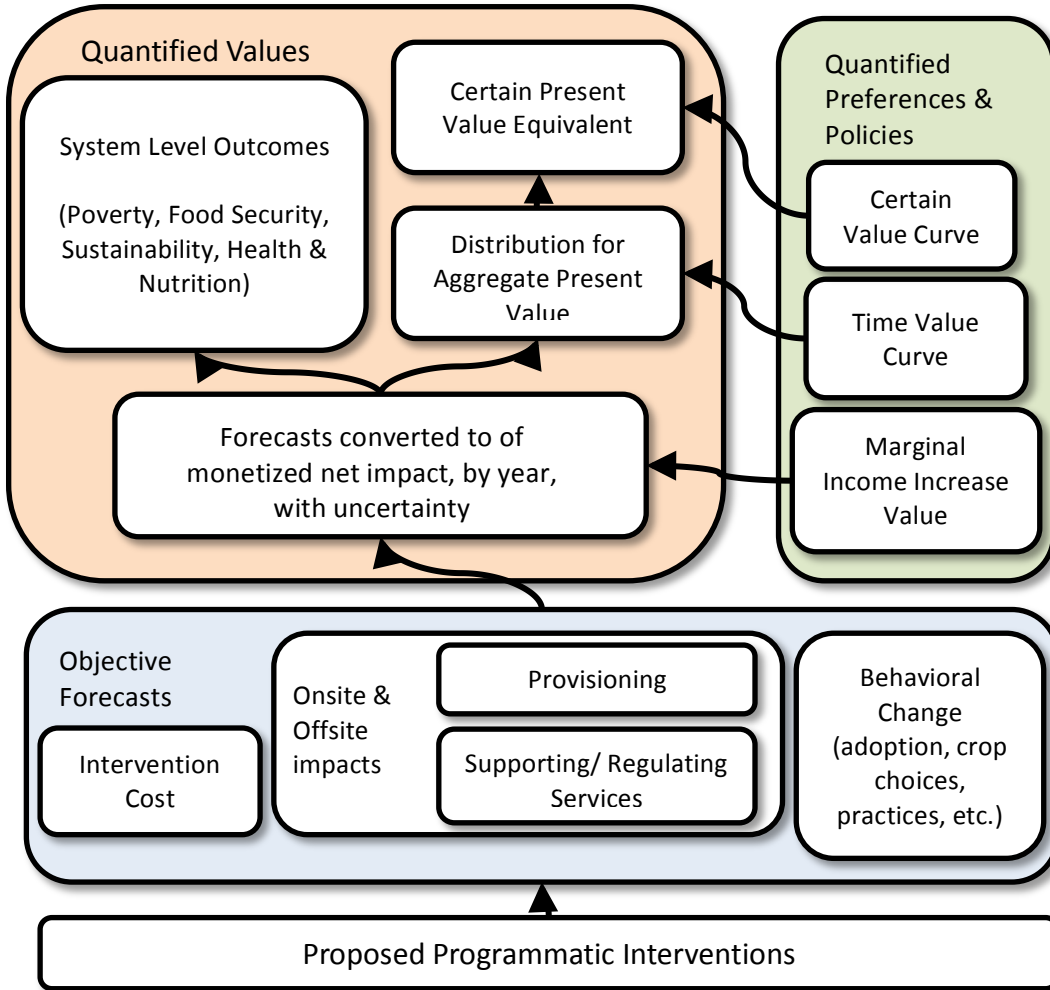 Quantified Values
System Level Outcomes
(Poverty, Food Security,
Sustainability, Health &
Nutrition)
Certain Present
Value Equivalent
Distribution for
Aggregate Present
Value
Forecasts converted to of
monetized net impact, by year,
with uncertainty
Quantified
Preferences &
Policies
Certain
Value Curve
Time Value
Curve
Marginal
Income Increase
Value
Objective
Forecasts
Intervention
Cost
Onsite &
Offsite
impacts
Provisioning
Supporting/ Regulating
Services
Behavioral
Change
(adoption, crop
choices,
practices, etc.)
Proposed Programmatic Interventions